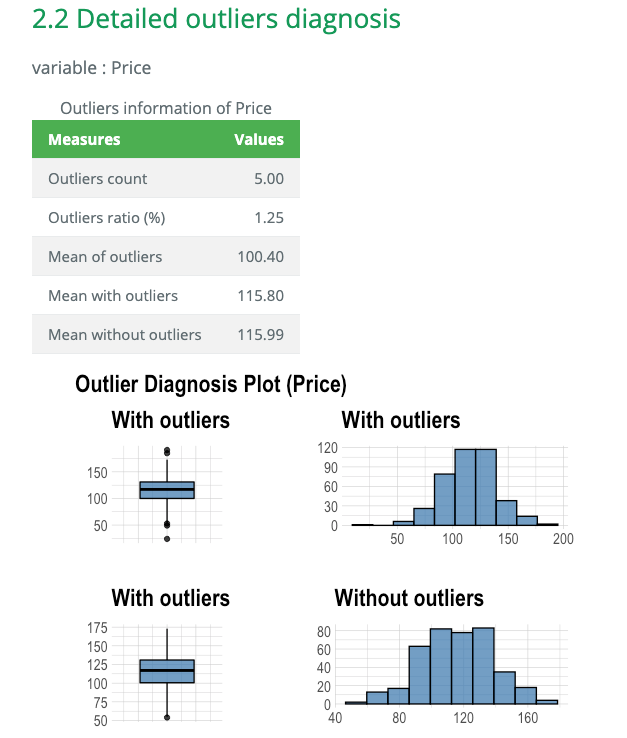 2.2 Detailed outliers diagnosis
variable : Price
Outliers information of Price
Measures Values
Outliers count 5.00
Outliers ratio (%) 1.25
Mean of outliers 100.40
Mean with outliers 115.80
Mean without outliers 115.99
Outlier Diagnosis Plot (Price)
With outliers
150
100
50
With outliers
120
90
60
30
0
50 100 150 200
With outliers
175
150
125
100
75
50
Without outliers
80
60
40
20
0
40 80 120 160